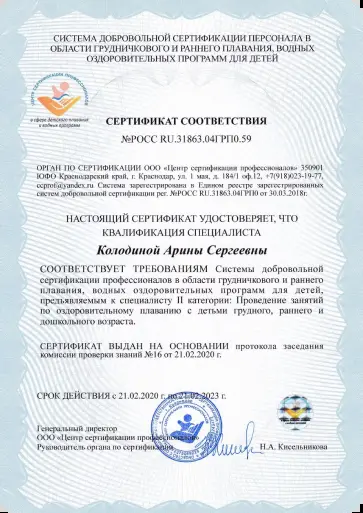 СИСТЕМА ДОБРОВОЛЬНОЙ СЕРТИФИКАЦИИ ПЕРСОНАЛА В
ОБЛАСТИ ГРУДНИЧКОВОГО И РАННЕГО ПЛАВАНИЯ, ВОДНЫХ
ОЗДОРОВИТЕЛЬНЫХ ПРОГРАММ ДЛЯ ДЕТЕЙ
в сфере детского плавания
и водных программ
СЕРТИФИКАТ СООТВЕТСТВИЯ
№РОСС RU.31863.04ГРП0.59
ОРГАН ПО СЕРТИФИКАЦИИ ООО «Центр сертификации профессионалов» 350901
ЮФО Краснодарский край, г. Краснодар, ул. 1 мая, д. 184/1 оф.12, +7(918)023-19-77,
ccprof@yandex.ru Система зарегистрирована в Едином реестре зарегистрированных
систем добровольной сертификации рег. №РОСС RU.31863.04ГРП0 от 30.03.2018г.
НАСТОЯЩИЙ СЕРТИФИКАТ УДОСТОВЕРЯЕТ, ЧТО
КВАЛИФИКАЦИЯ СПЕЦИАЛИСТА
Колодиной Арины Сергеевны
СООТВЕТСТВУЕТ ТРЕБОВАНИЯМ Системы добровольной
сертификации профессионалов в области грудничкового и раннего
плавания, водных оздоровительных программ для детей,
предъявляемым к специалисту II категории: Проведение занятий
по оздоровительному плаванию с детьми грудного, раннего и
дошкольного возраста.
СЕРТИФИКАТ ВЫДАН НА ОСНОВАНИИ протокола заседания
комиссии проверки знаний №16 от 21.02.2020 г.
СРОК ДЕЙСТВИЯ с 21.02.2020 г. по 21.02.2023 г.
Генеральный директор
ООО «Центр сертификации профессионалов»
Руководитель органа по сертификации
Н.А. Кисельникова